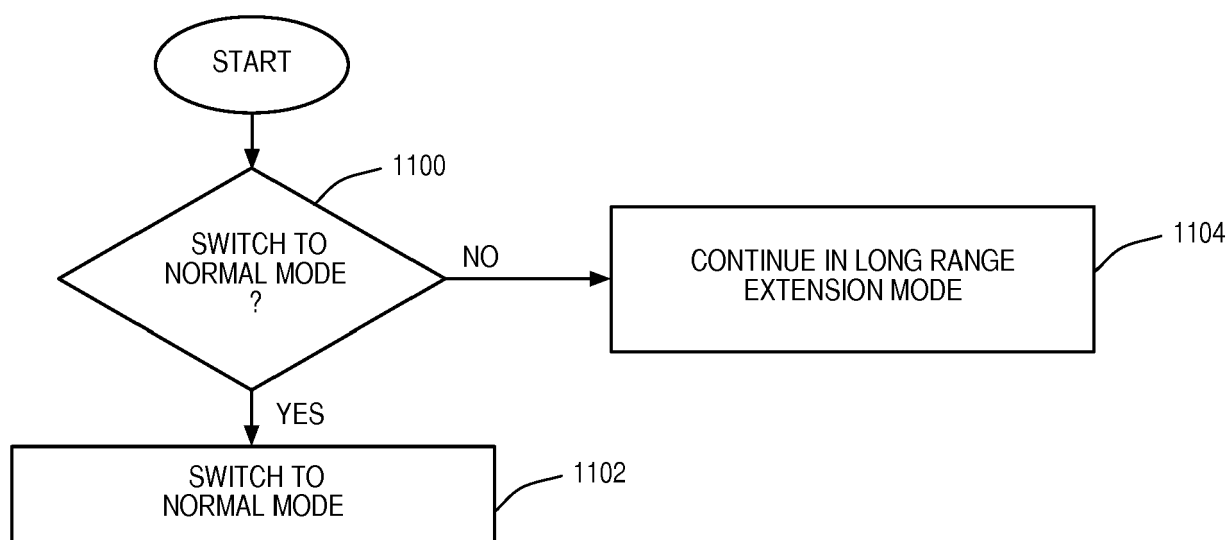 START
1100
SWITCH TO
NORMAL MODE
?
NO
CONTINUE IN LONG RANGE
EXTENSION MODE
1104
YES
SWITCH TO
NORMAL MODE
1102